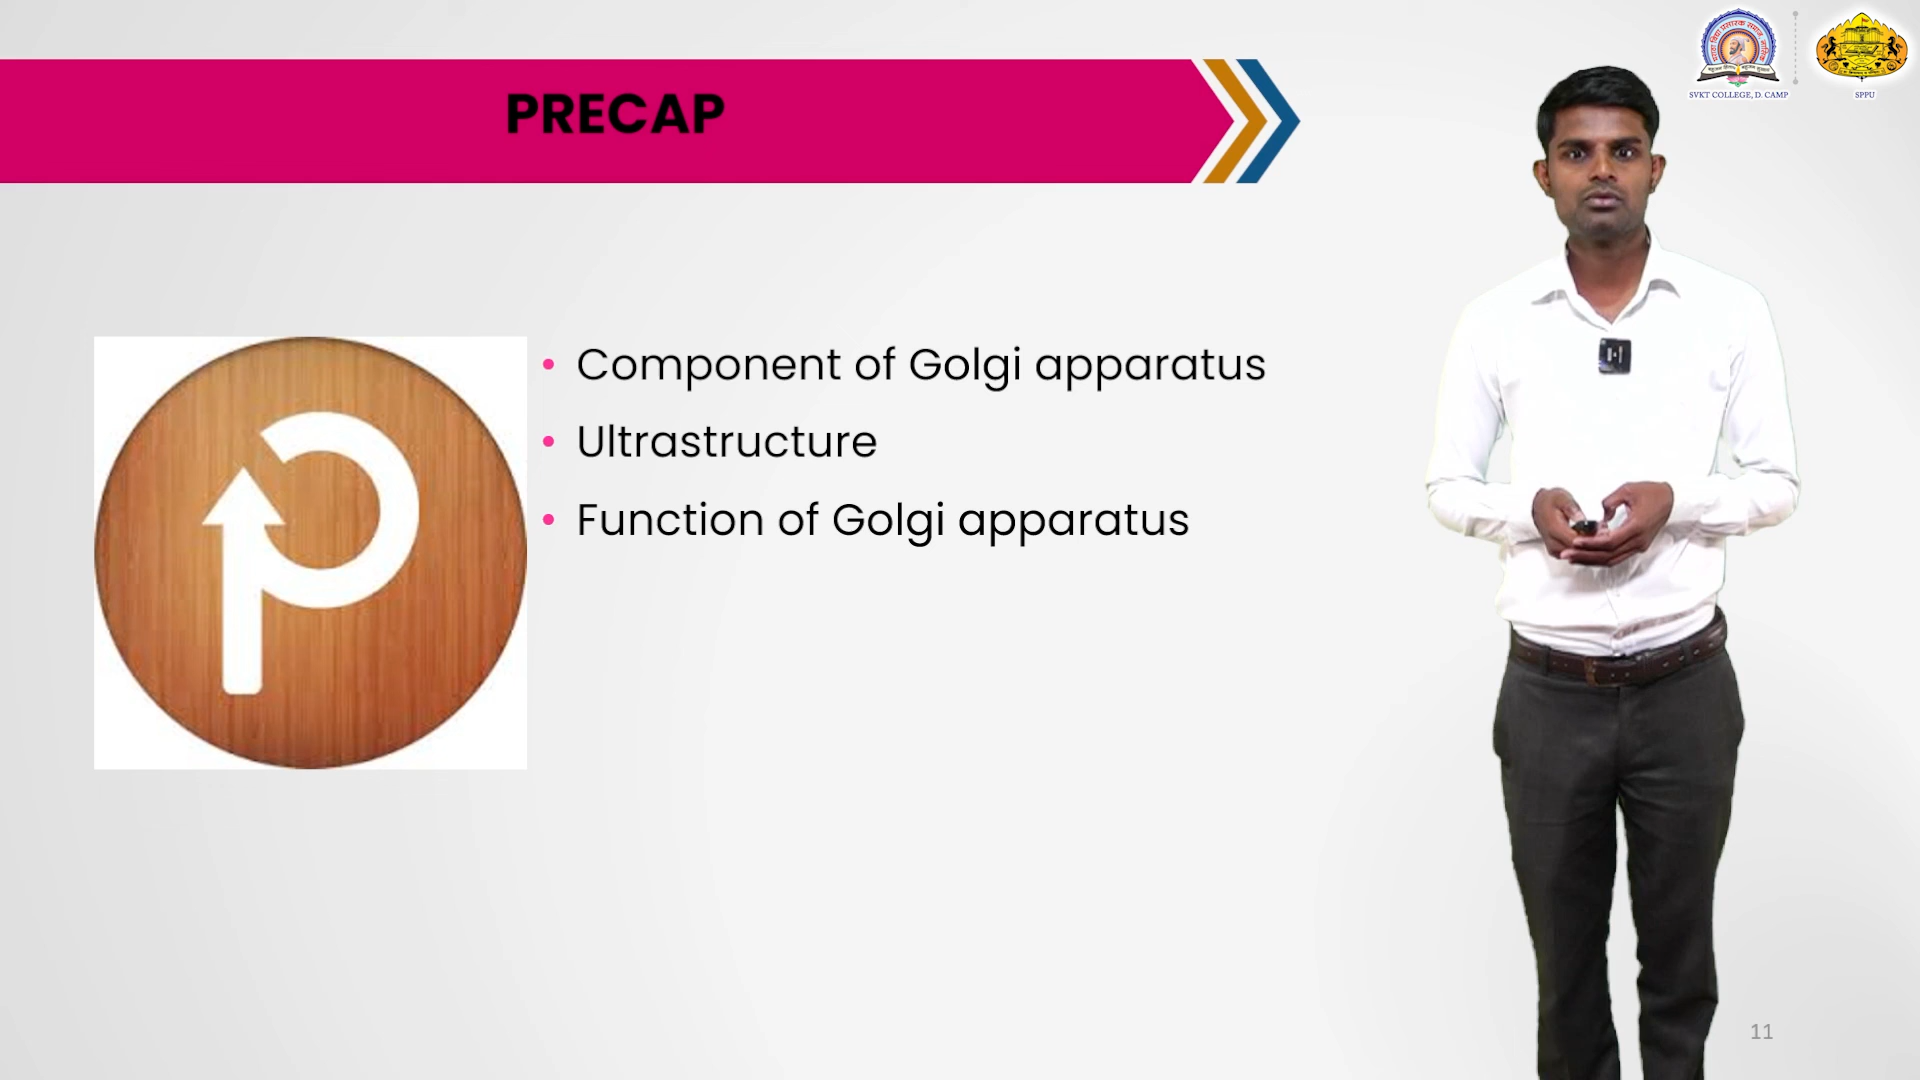 PRECAP
• Component of Golgi apparatus
• Ultrastructure
• Function of Golgi apparatus
SVKT COLLEGE, D. CAMP
SPPU
11